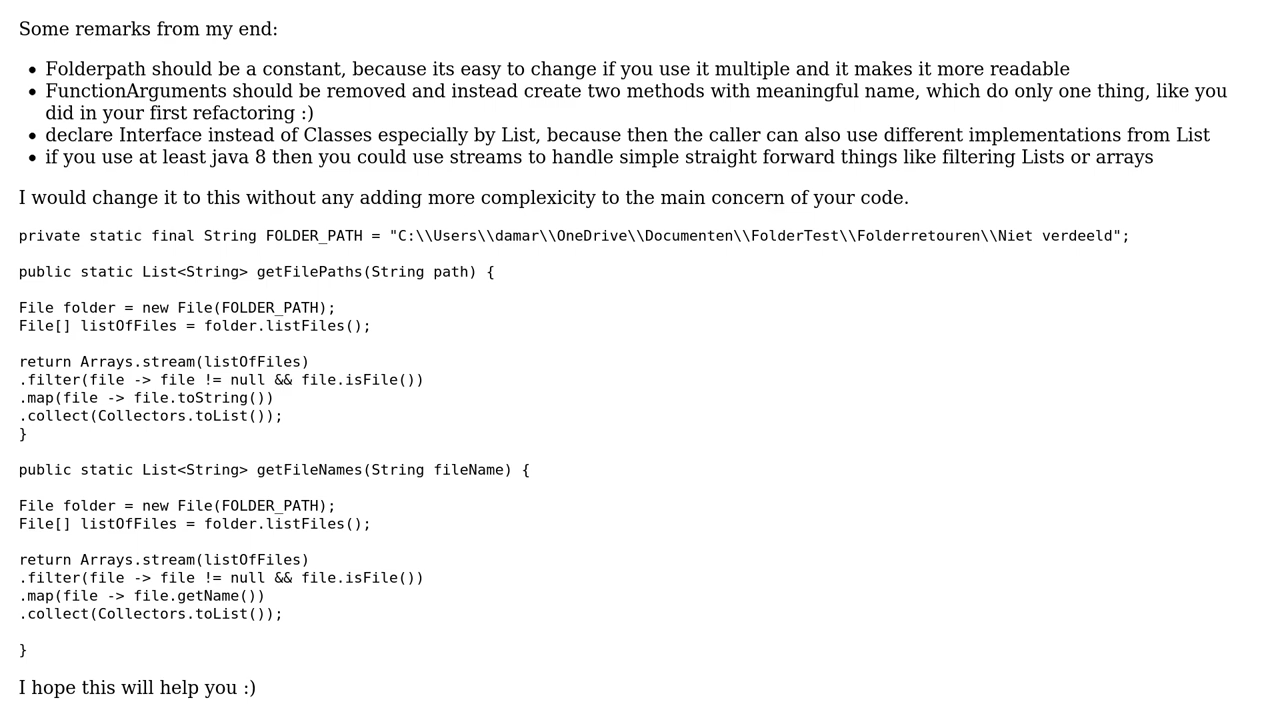 Some remarks from my end:
• Folderpath should be a constant, because its easy to change if you use it multiple and it makes it more readable
• FunctionArguments should be removed and instead create two methods with meaningful name, which do only one thing, like you
did in your first refactoring :)
• declare Interface instead of Classes especially by List, because then the caller can also use different implementations from List
• if you use at least java 8 then you could use streams to handle simple straight forward things like filtering Lists or arrays
I would change it to this without any adding more complexicity to the main concern of your code.
private static final String FOLDER_PATH = "C:\\Users\\damar\\OneDrive\\Documenten\\FolderTest\\Folderretouren\\Niet verdeeld";
public static List<String> getFilePaths(String path) {
File folder = new File(FOLDER_PATH);
File[] listOfFiles = folder.listFiles();
return Arrays.stream(listOfFiles)
.filter(file -> file != null && file.isFile())
.map(file -> file.toString())
.collect(Collectors.toList());
}
public static List<String> getFileNames(String fileName) {
File folder = new File(FOLDER_PATH);
File[] listOfFiles = folder.listFiles();
return Arrays.stream(listOfFiles)
.filter(file -> file != null && file.isFile())
.map(file -> file.getName())
.collect(Collectors.toList());
}
I hope this will help you :)